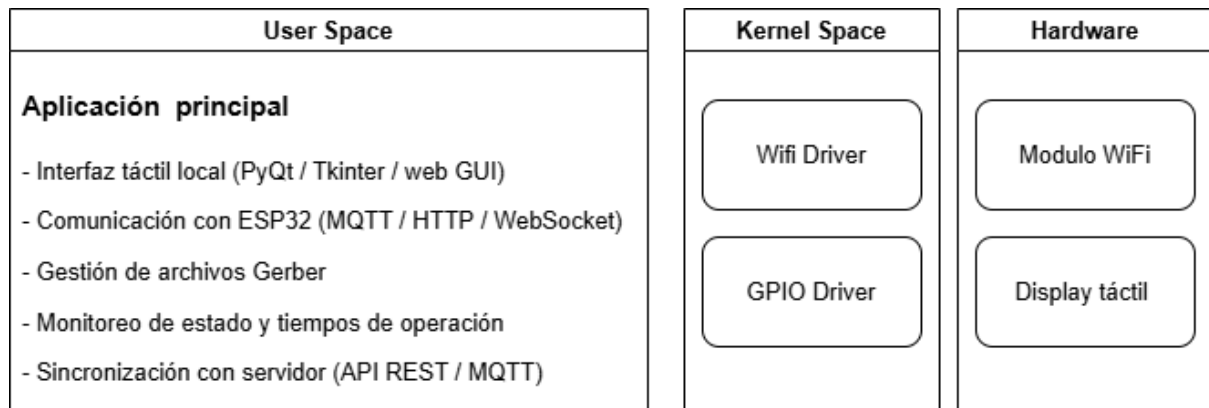 User Space
Aplicación principal
- Interfaz táctil local (PyQt / Tkinter / web GUI)
- Comunicación con ESP32 (MQTT / HTTP / WebSocket)
- Gestión de archivos Gerber
- Monitoreo de estado y tiempos de operación
- Sincronización con servidor (API REST / MQTT)
Kernel Space
Wifi Driver
GPIO Driver
Hardware
Modulo WiFi
Display táctil